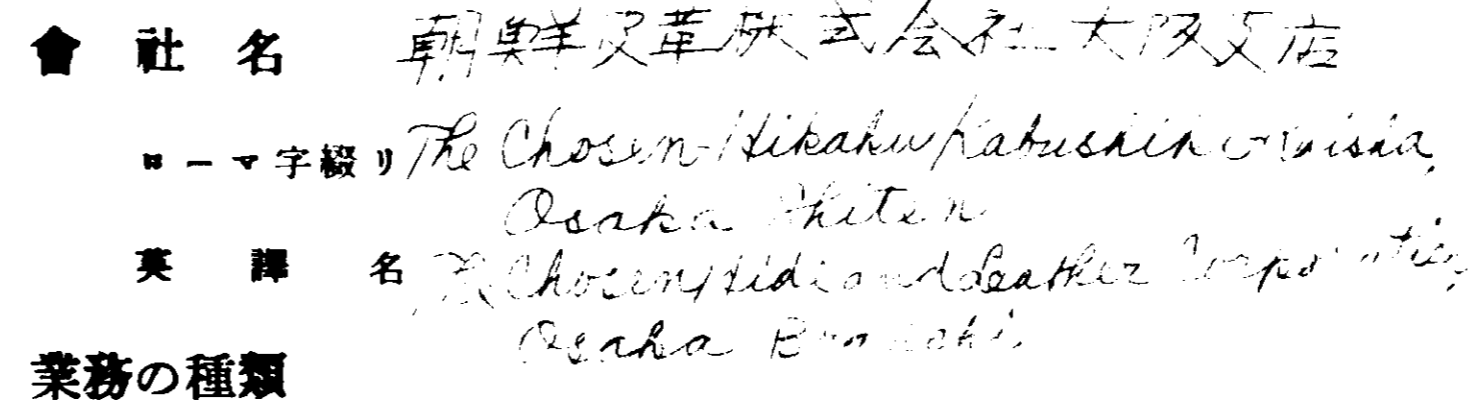 會社名 朝鮮皮革株式会社大阪支店
ローマ字綴リ The Chosen Hikaku Kabushiki Kaisha,
Osaka Shiten
英譯名 The Chosen Hide and Leather Corporation,
Osaka
業務の種類